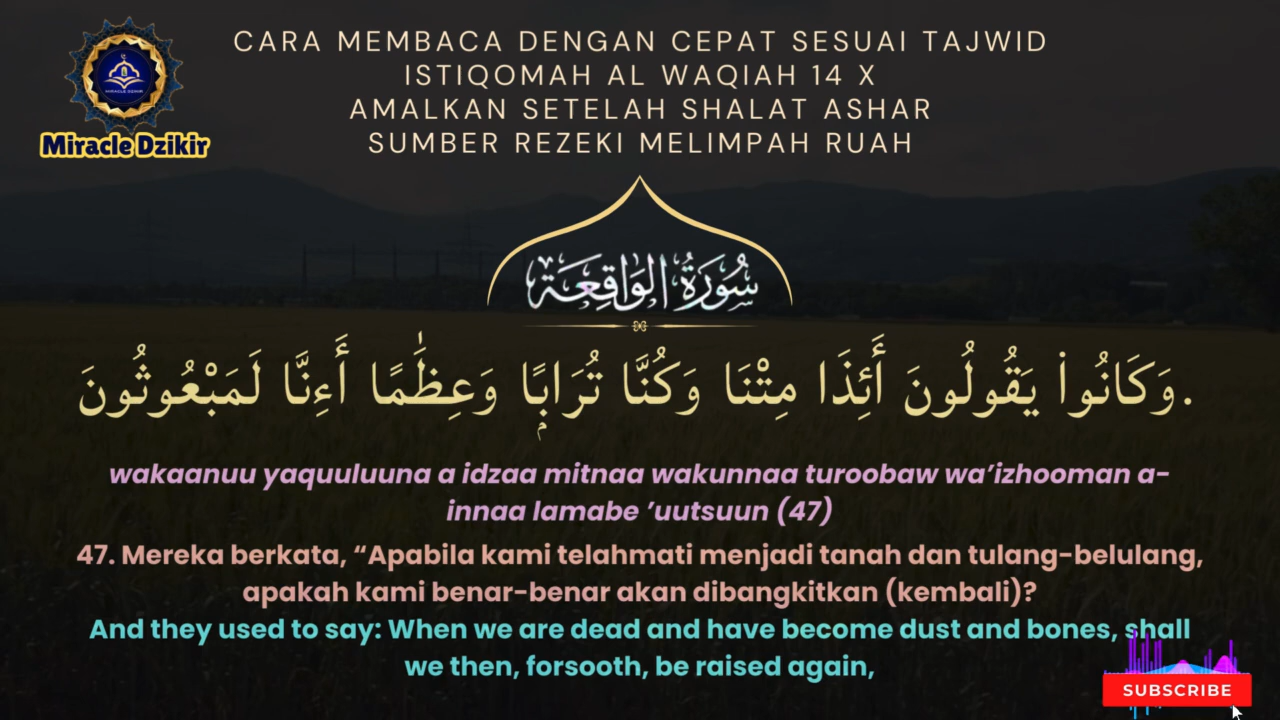 CARA MEMBACA DENGAN CEPAT SESUAI TAJWID
ISTIQOMAH AL WAQIAH 14 X
AMALKAN SETELAH SHALAT ASHAR
SUMBER REZEKI MELIMPAH RUAH
MIRACLE DZIKIR
Miracle Dzikir
سُورَةُ الوَاقِعَة
.وَكَانُوا۟ يَقُولُونَ أَئِذَا مِتْنَا وَكُنَّا تُرَابًۭا وَعِظَٰمًا أَءِنَّا لَمَبْعُوثُونَ
wakaanuu yaquuluuna a idzaa mitnaa wakunnaa turoobaw wa’izhooman a-
innaa lamabe ’uutsuun (47)
47. Mereka berkata, “Apabila kami telahmati menjadi tanah dan tulang-belulang,
apakah kami benar-benar akan dibangkitkan (kembali)?
And they used to say: When we are dead and have become dust and bones, shall
we then, forsooth, be raised again,
SUBSCRIBE